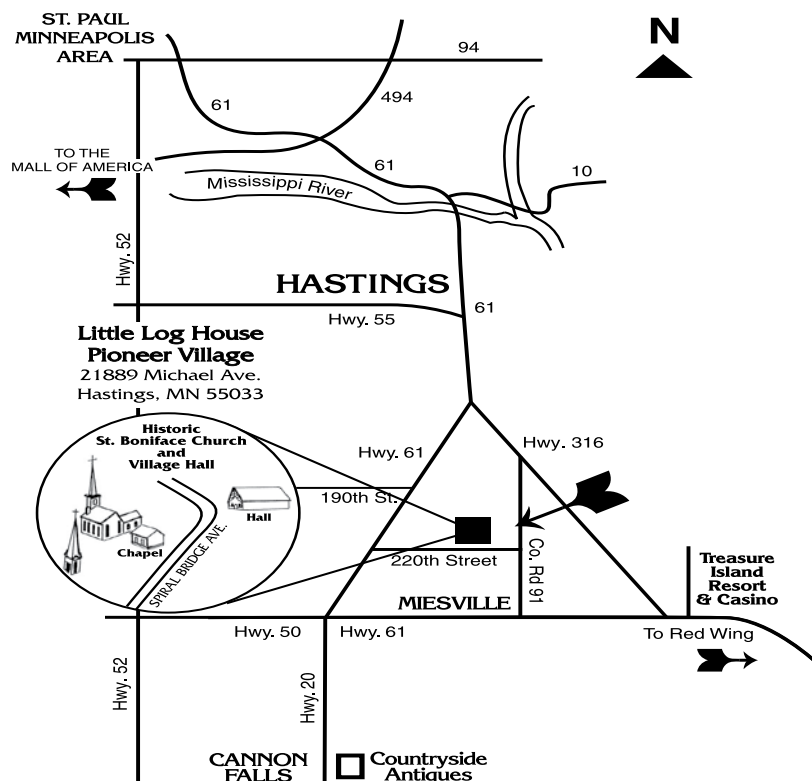 ST. PAUL
MINNEAPOLIS
AREA
94
N
61
494
TO THE
MALL OF AMERICA
61
10
Mississippi River
Hwy. 52
HASTINGS
61
Hwy. 55
Little Log House
Pioneer Village
21889 Michael Ave.
Hastings, MN 55033
Historic
St. Boniface Church
and
Village Hall
Hall
Chapel
SPIRAL BRIDGE AVE.
Hwy. 61
Hwy. 316
190th St.
220th Street
Co. Rd 91
MIESVILLE
Treasure
Island
Resort
& Casino
Hwy. 50
Hwy. 61
To Red Wing
Hwy. 52
Hwy. 20
CANNON
FALLS
Countryside
Antiques